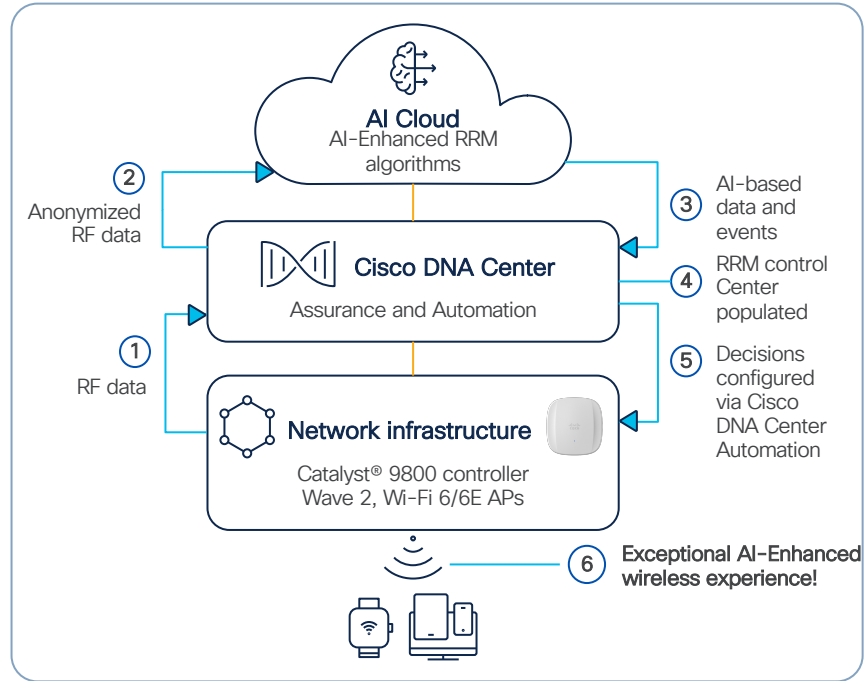 AI Cloud
AI-Enhanced RRM
algorithms
2
Anonymized
RF data
3
AI-based
data and
events
Cisco DNA Center
Assurance and Automation
4
RRM control
Center
populated
1
RF data
5
Decisions
configured
via Cisco
DNA Center
Automation
Network infrastructure
Catalyst® 9800 controller
Wave 2, Wi-Fi 6/6E APs
6
Exceptional AI-Enhanced
wireless experience!